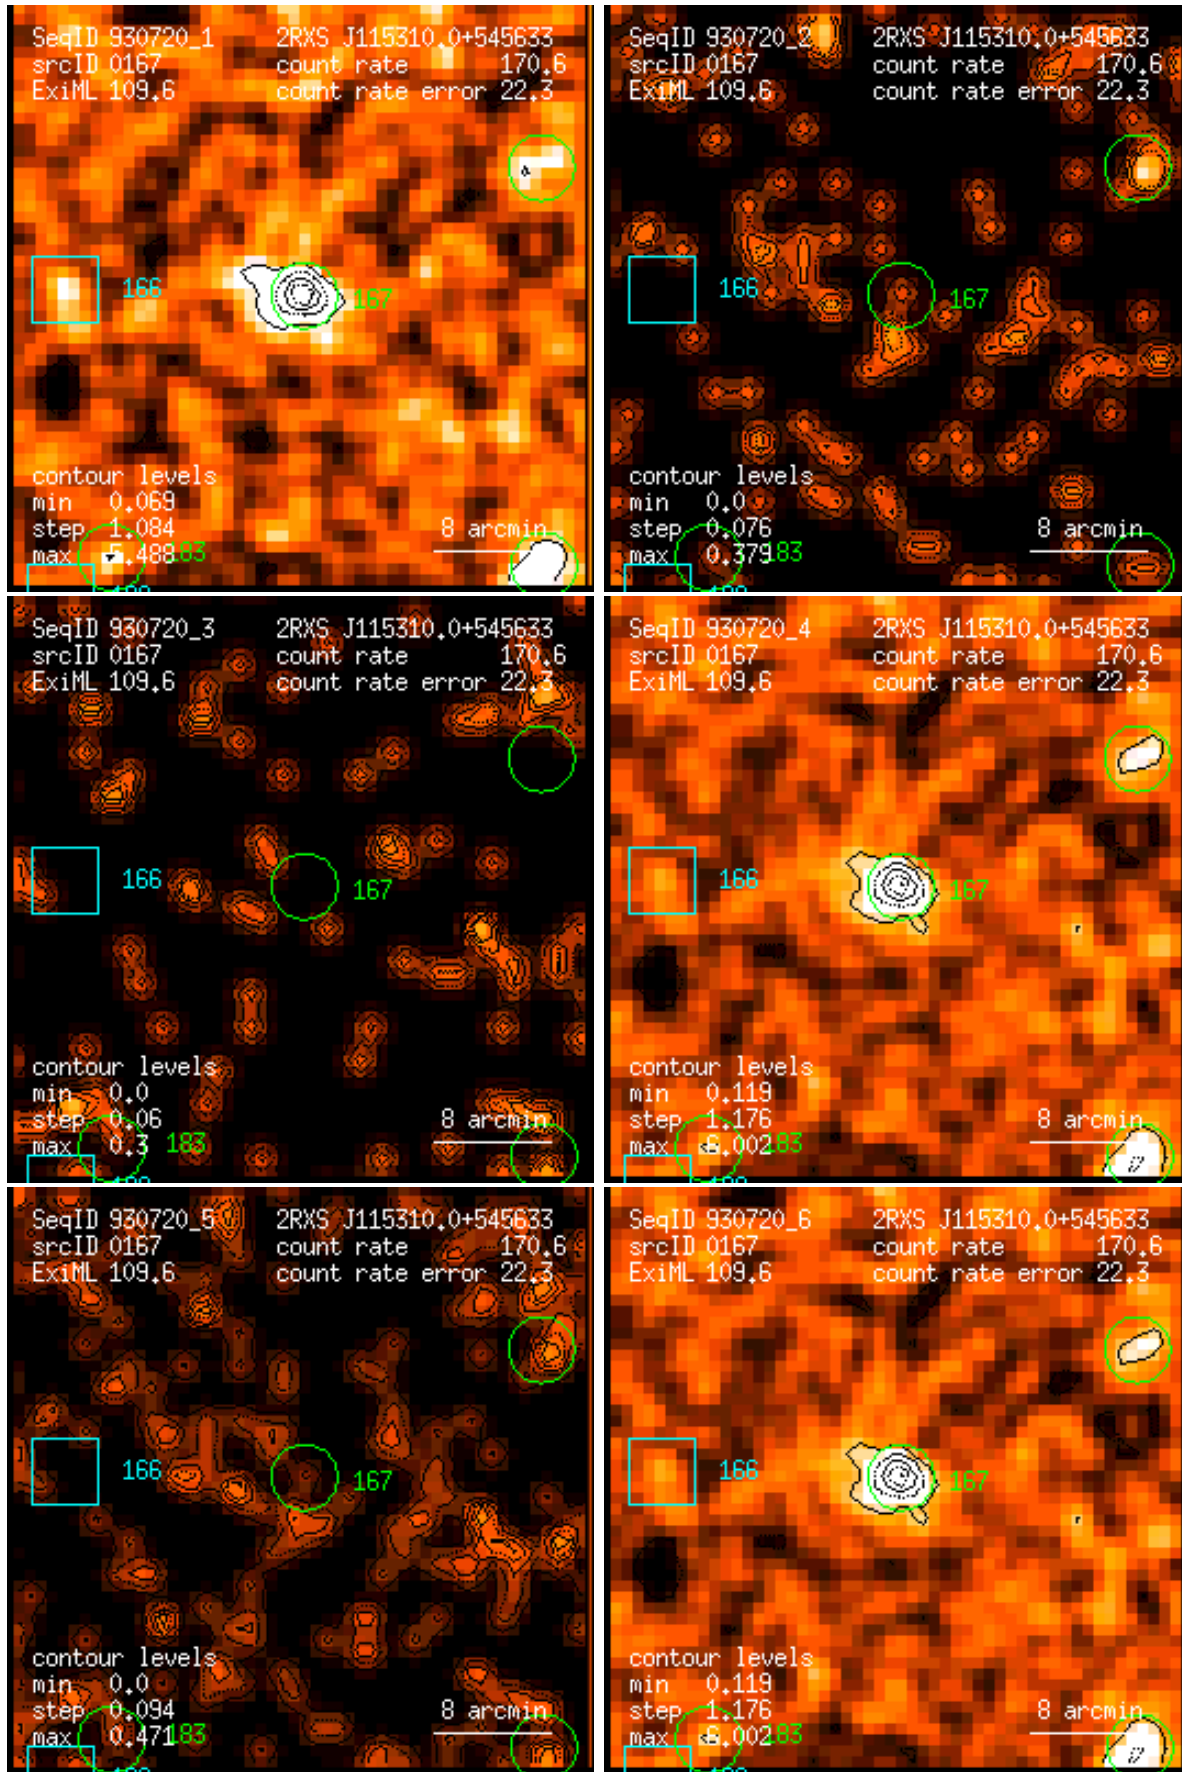 SeqID 930720_1 2RXS J115310.0+545633
srcID 0167 count rate 170.6
ExiML 109.6 count rate error 22.3
166
167
contour levels
min 0.069
step 1.084 8 arcmin
max 5.488 183
SeqID 930720_2 2RXS J115310.0+545633
srcID 0167 count rate 170.6
ExiML 109.6 count rate error 22.3
166
167
contour levels
min 0.0
step 0.076 8 arcmin
max 0.379 183
SeqID 930720_3 2RXS J115310.0+545633
srcID 0167 count rate 170.6
ExiML 109.6 count rate error 22.3
166
167
contour levels
min 0.0
step 0.06 8 arcmin
max 0.3 183
SeqID 930720_4 2RXS J115310.0+545633
srcID 0167 count rate 170.6
ExiML 109.6 count rate error 22.3
166
167
contour levels
min 0.119
step 1.176 8 arcmin
max 6.002 183
SeqID 930720_5 2RXS J115310.0+545633
srcID 0167 count rate 170.6
ExiML 109.6 count rate error 22.3
166
167
contour levels
min 0.0
step 0.094 8 arcmin
max 0.471 183
SeqID 930720_6 2RXS J115310.0+545633
srcID 0167 count rate 170.6
ExiML 109.6 count rate error 22.3
166
167
contour levels
min 0.119
step 1.176 8 arcmin
max 6.002 183